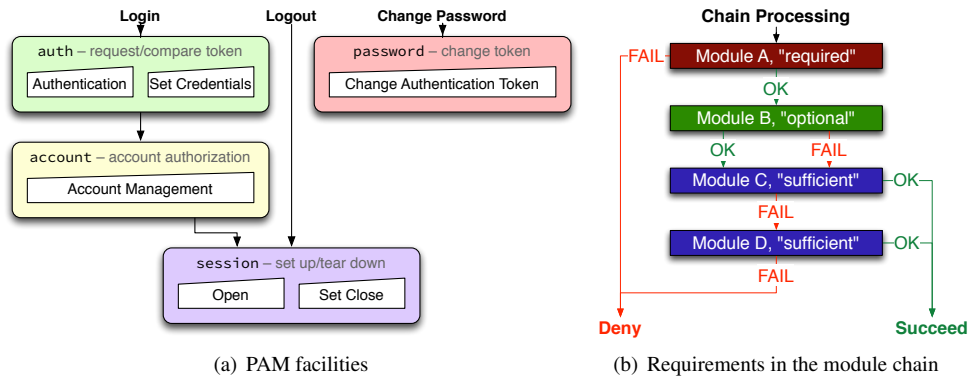 Login
Logout
Change Password
auth – request/compare token
Authentication
Set Credentials
password – change token
Change Authentication Token
account – account authorization
Account Management
session – set up/tear down
Open
Set Close
(a) PAM facilities
Chain Processing
FAIL
Module A, "required"
OK
Module B, "optional"
OK
FAIL
Module C, "sufficient"
OK
FAIL
Module D, "sufficient"
OK
FAIL
Deny
Succeed
(b) Requirements in the module chain